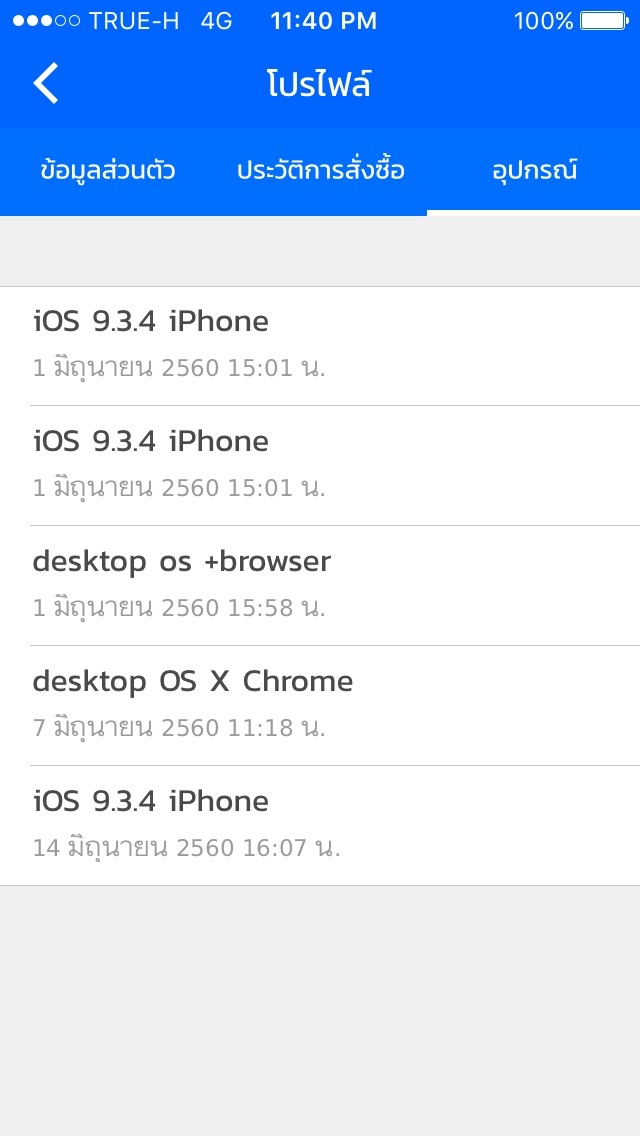 TRUE-H 4G 11:40 PM 100%
โปรไฟล์
ข้อมูลส่วนตัว ประวัติการสั่งซื้อ อุปกรณ์
iOS 9.3.4 iPhone
1 มิถุนายน 2560 15:01 น.
iOS 9.3.4 iPhone
1 มิถุนายน 2560 15:01 น.
desktop os +browser
1 มิถุนายน 2560 15:58 น.
desktop OS X Chrome
7 มิถุนายน 2560 11:18 น.
iOS 9.3.4 iPhone
14 มิถุนายน 2560 16:07 น.